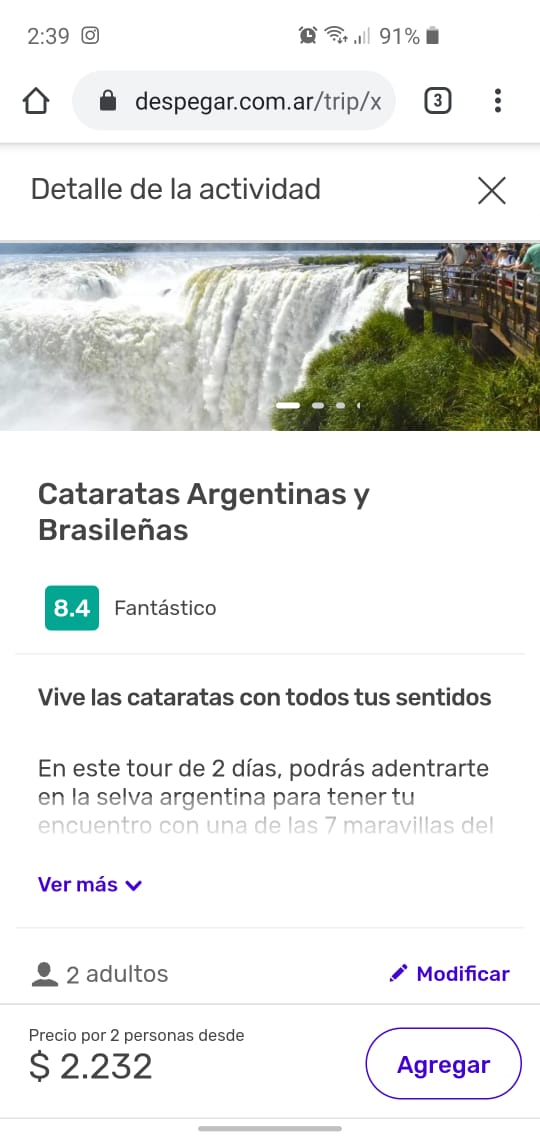 2:39
91%
despegar.com.ar/trip/x
3
Detalle de la actividad
Cataratas Argentinas y
Brasileñas
8.4 Fantástico
Vive las cataratas con todos tus sentidos
En este tour de 2 días, podrás adentrarte
en la selva argentina para tener tu
encuentro con una de las 7 maravillas del
Ver más
2 adultos
Modificar
Precio por 2 personas desde
$ 2.232
Agregar